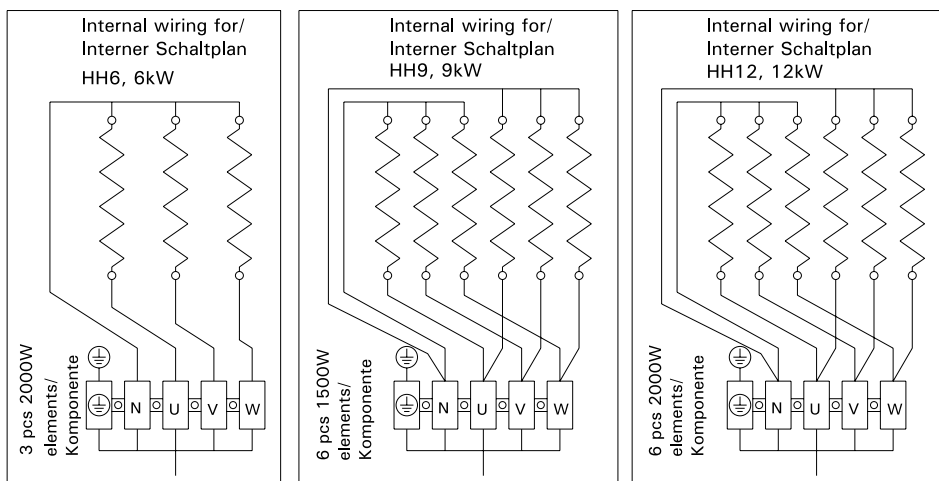 Internal wiring for/
Interner Schaltplan
HH6, 6kW
3 pcs 2000W
elements/
Komponente
N U V W
Internal wiring for/
Interner Schaltplan
HH9, 9kW
6 pcs 1500W
elements/
Komponente
N U V W
Internal wiring for/
Interner Schaltplan
HH12, 12kW
6 pcs 2000W
elements/
Komponente
N U V W